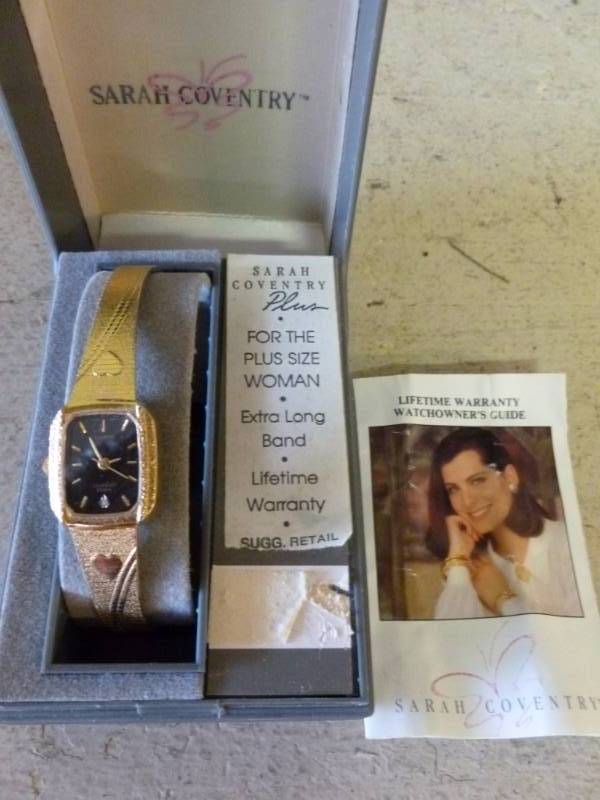 SARAH COVENTRY™
SARAH
COVENTRY
Plus
•
FOR THE
PLUS SIZE
WOMAN
•
Extra Long
Band
•
Lifetime
Warranty
•
SUGG. RETAIL
LIFETIME WARRANTY
WATCHOWNER'S GUIDE
SARAH COVENTRY